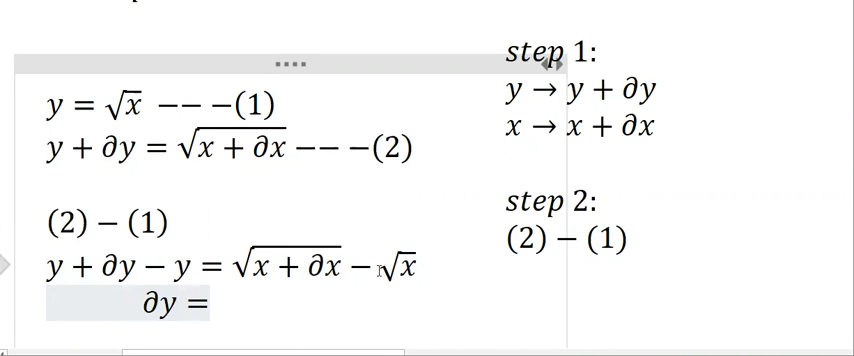 y = √x −− −(1)
y + ∂y = √(x + ∂x) −− −(2)
(2) − (1)
y + ∂y − y = √(x + ∂x) − √x
∂y =
step 1:
y → y + ∂y
x → x + ∂x
step 2:
(2) − (1)